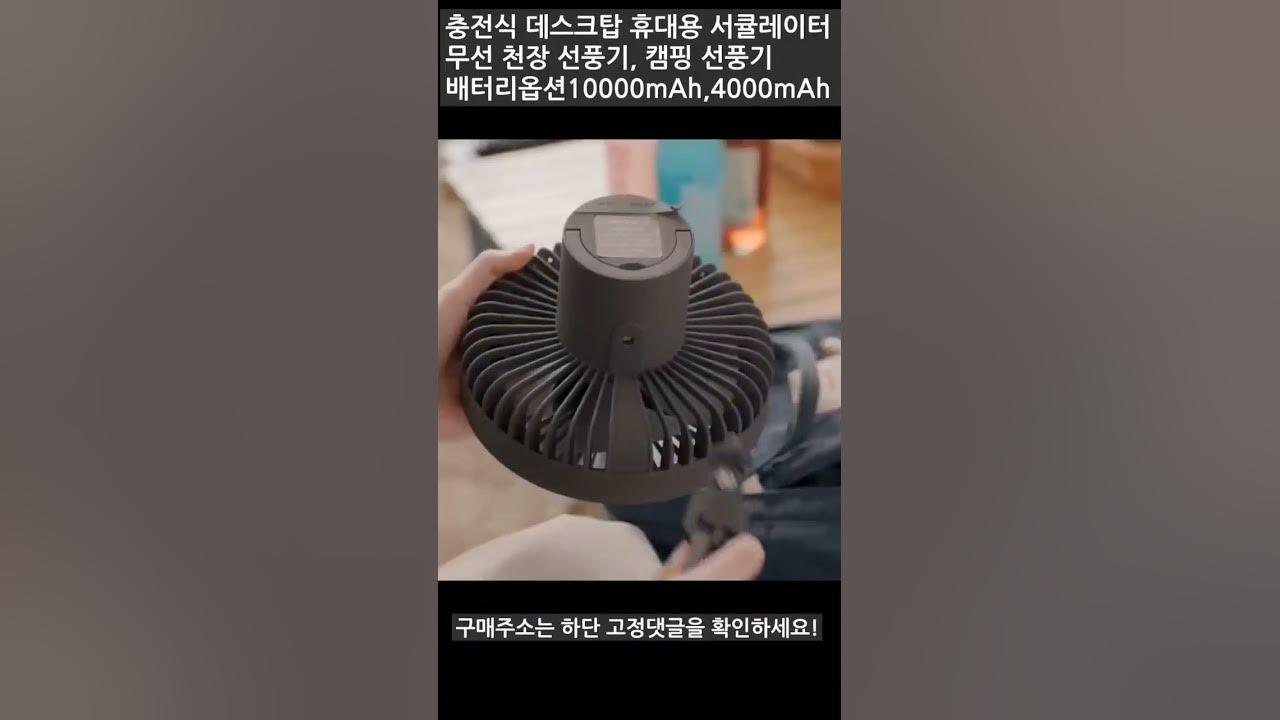 충전식 데스크탑 휴대용 서큘레이터
무선 천장 선풍기, 캠핑 선풍기
배터리옵션10000mAh,4000mAh
구매주소는 하단 고정댓글을 확인하세요!